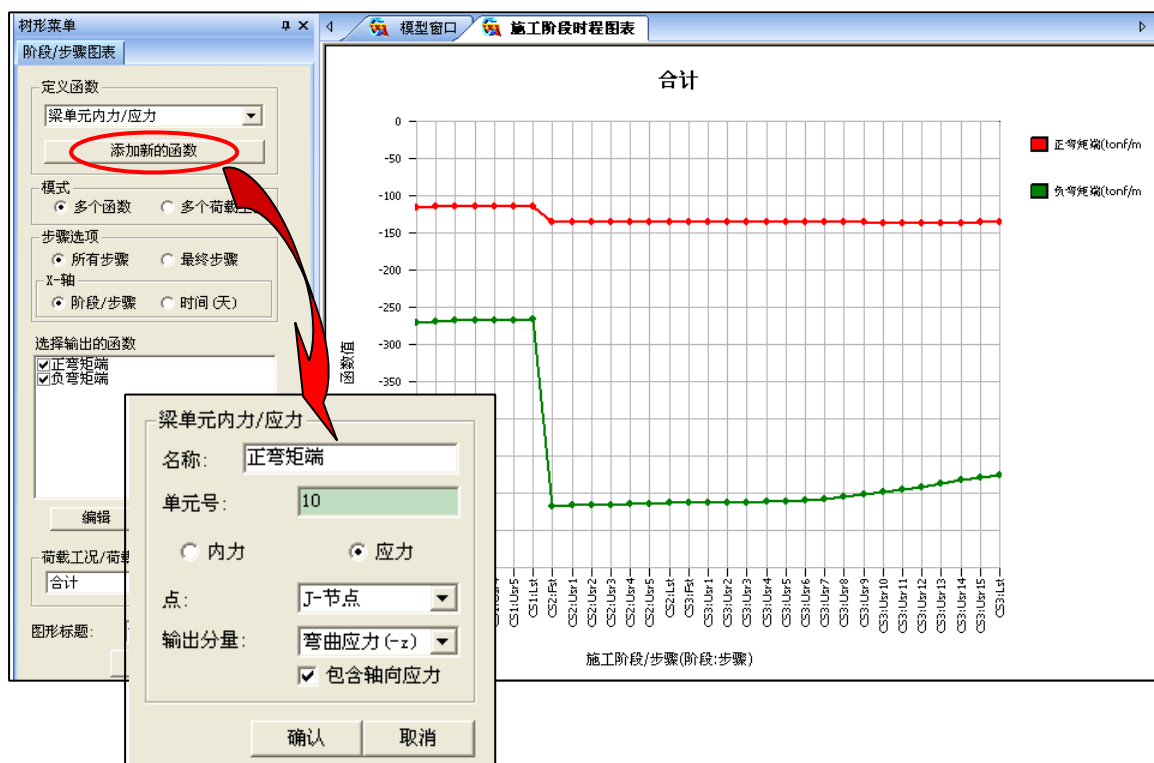 树形菜单
阶段/步骤图表
定义函数
梁单元内力/应力
添加新的函数
模式
多个函数
多个荷载
步骤选项
所有步骤
最终步骤
X-轴
阶段/步骤
时间(天)
选择输出的函数
正弯矩端
负弯矩端
编辑
荷载工况/荷载
合计
图形标题:
梁单元内力/应力
名称:
正弯矩端
单元号:
10
内力
应力
点:
J-节点
输出分量:
弯曲应力(-z)
包含轴向应力
确认
取消
模型窗口
施工阶段时程图表
合计
0
-50
-100
-150
-200
-250
-300
-350
函数值
CS1:Usr5
CS1:Lst
CS2:Fst
CS2:Usr1
CS2:Usr2
CS2:Usr3
CS2:Usr4
CS2:Usr5
CS2:Lst
CS3:Fst
CS3:Usr1
CS3:Usr2
CS3:Usr3
CS3:Usr4
CS3:Usr5
CS3:Usr6
CS3:Usr7
CS3:Usr8
CS3:Usr9
CS3:Usr10
CS3:Usr11
CS3:Usr12
CS3:Usr13
CS3:Usr14
CS3:Usr15
CS3:Lst
施工阶段/步骤(阶段:步骤)
正弯矩端(tonf/m
负弯矩端(tonf/m